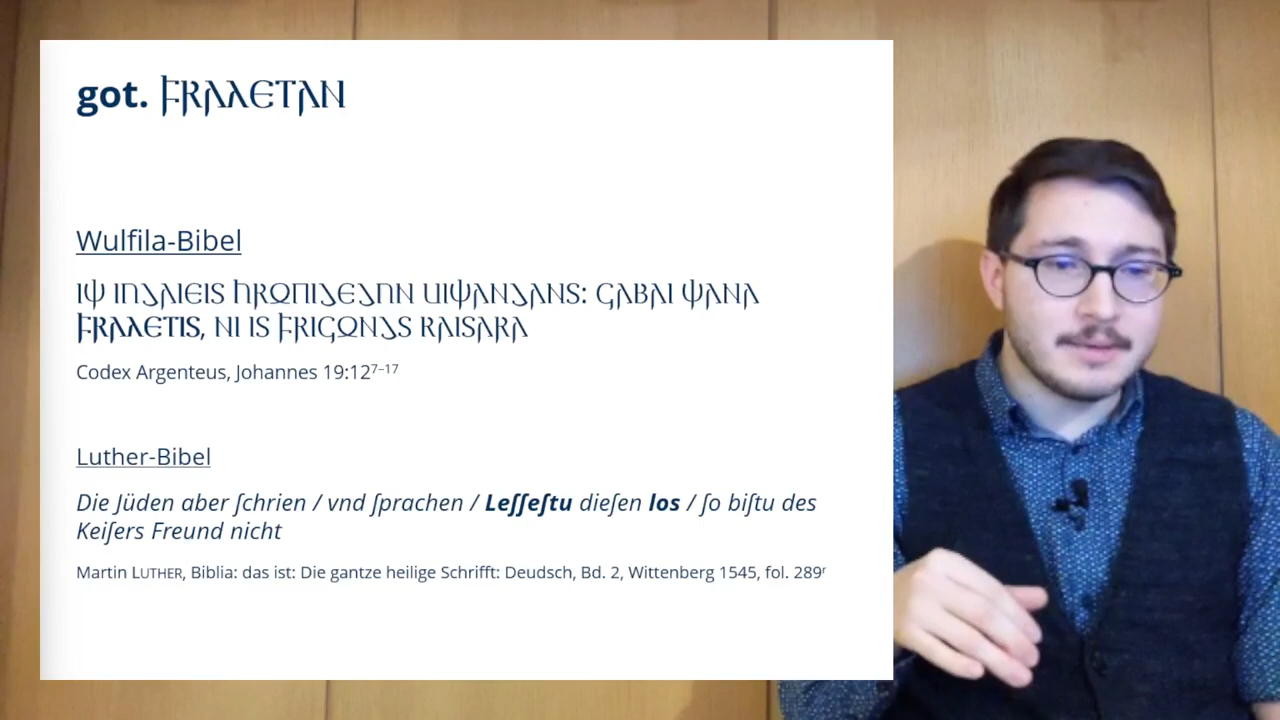 got. 𐍆𐍂𐌰𐌻𐌴𐍄𐌰𐌽
Wulfila-Bibel
𐌹𐌸 𐌹𐌿𐌳𐌰𐌹𐌴𐌹𐍃 𐌷𐍂𐍉𐍀𐌹𐌳𐌴𐌳𐌿𐌽 𐌵𐌹𐌸𐌰𐌽𐌳𐌰𐌽𐍃: 𐌾𐌰𐌱𐌰𐌹 𐌸𐌰𐌽𐌰
𐍆𐍂𐌰𐌻𐌴𐍄𐌹𐍃, 𐌽𐌹 𐌹𐍃 𐍆𐍂𐌹𐌾𐍉𐌽𐌳𐍃 𐌺𐌰𐌹𐍃𐌰𐍂𐌰
Codex Argenteus, Johannes 19:12⁷⁻¹⁷
Luther-Bibel
Die Jüden aber ſchrien / vnd ſprachen / Leſſeſtu dieſen los / ſo biſtu des
Keiſers Freund nicht
Martin LUTHER, Biblia: das ist: Die gantze heilige Schrifft: Deudsch, Bd. 2, Wittenberg 1545, fol. 289ʳ